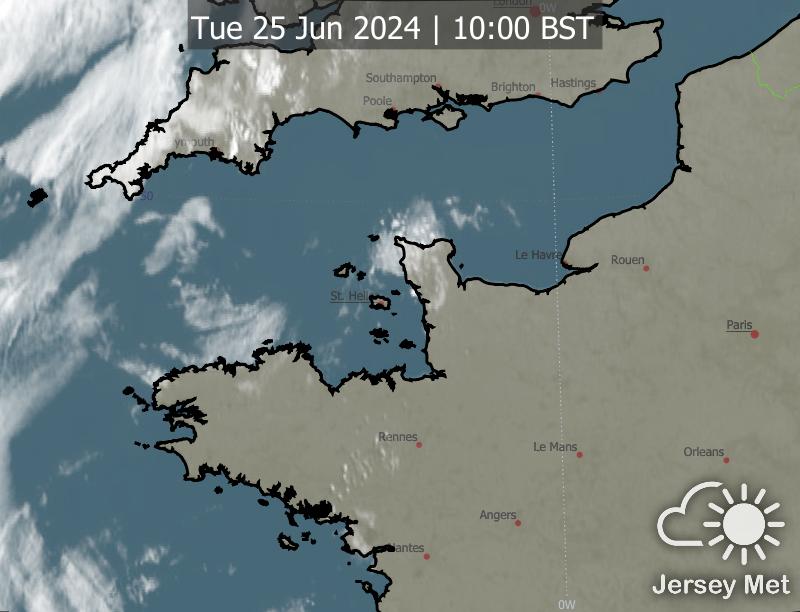 London
0W
Tue 25 Jun 2024 | 10:00 BST
Southampton
Brighton
Hastings
Poole
ymouth
50
Le Havre
Rouen
St. Heli
Paris
Rennes
Le Mans
Orleans
Angers
Nantes
Jersey Met
0W